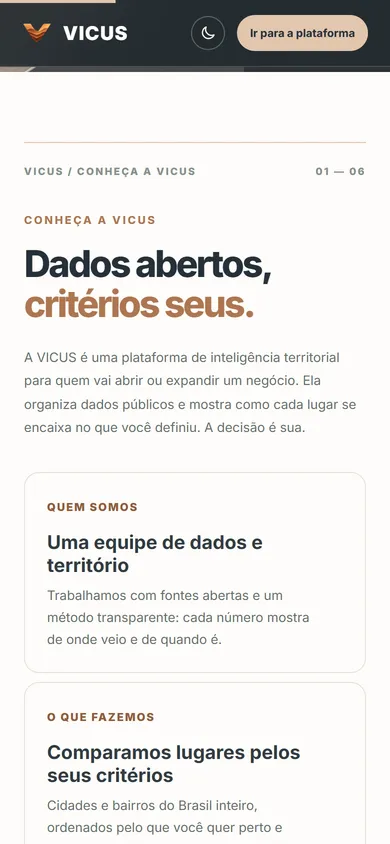 VICUS
Ir para a plataforma
VICUS / CONHEÇA A VICUS
01 — 06
CONHEÇA A VICUS
Dados abertos,
critérios seus.
A VICUS é uma plataforma de inteligência territorial
para quem vai abrir ou expandir um negócio. Ela
organiza dados públicos e mostra como cada lugar se
encaixa no que você definiu. A decisão é sua.
QUEM SOMOS
Uma equipe de dados e
território
Trabalhamos com fontes abertas e um
método transparente: cada número mostra
de onde veio e de quando é.
O QUE FAZEMOS
Comparamos lugares pelos
seus critérios
Cidades e bairros do Brasil inteiro,
ordenados pelo que você quer perto e